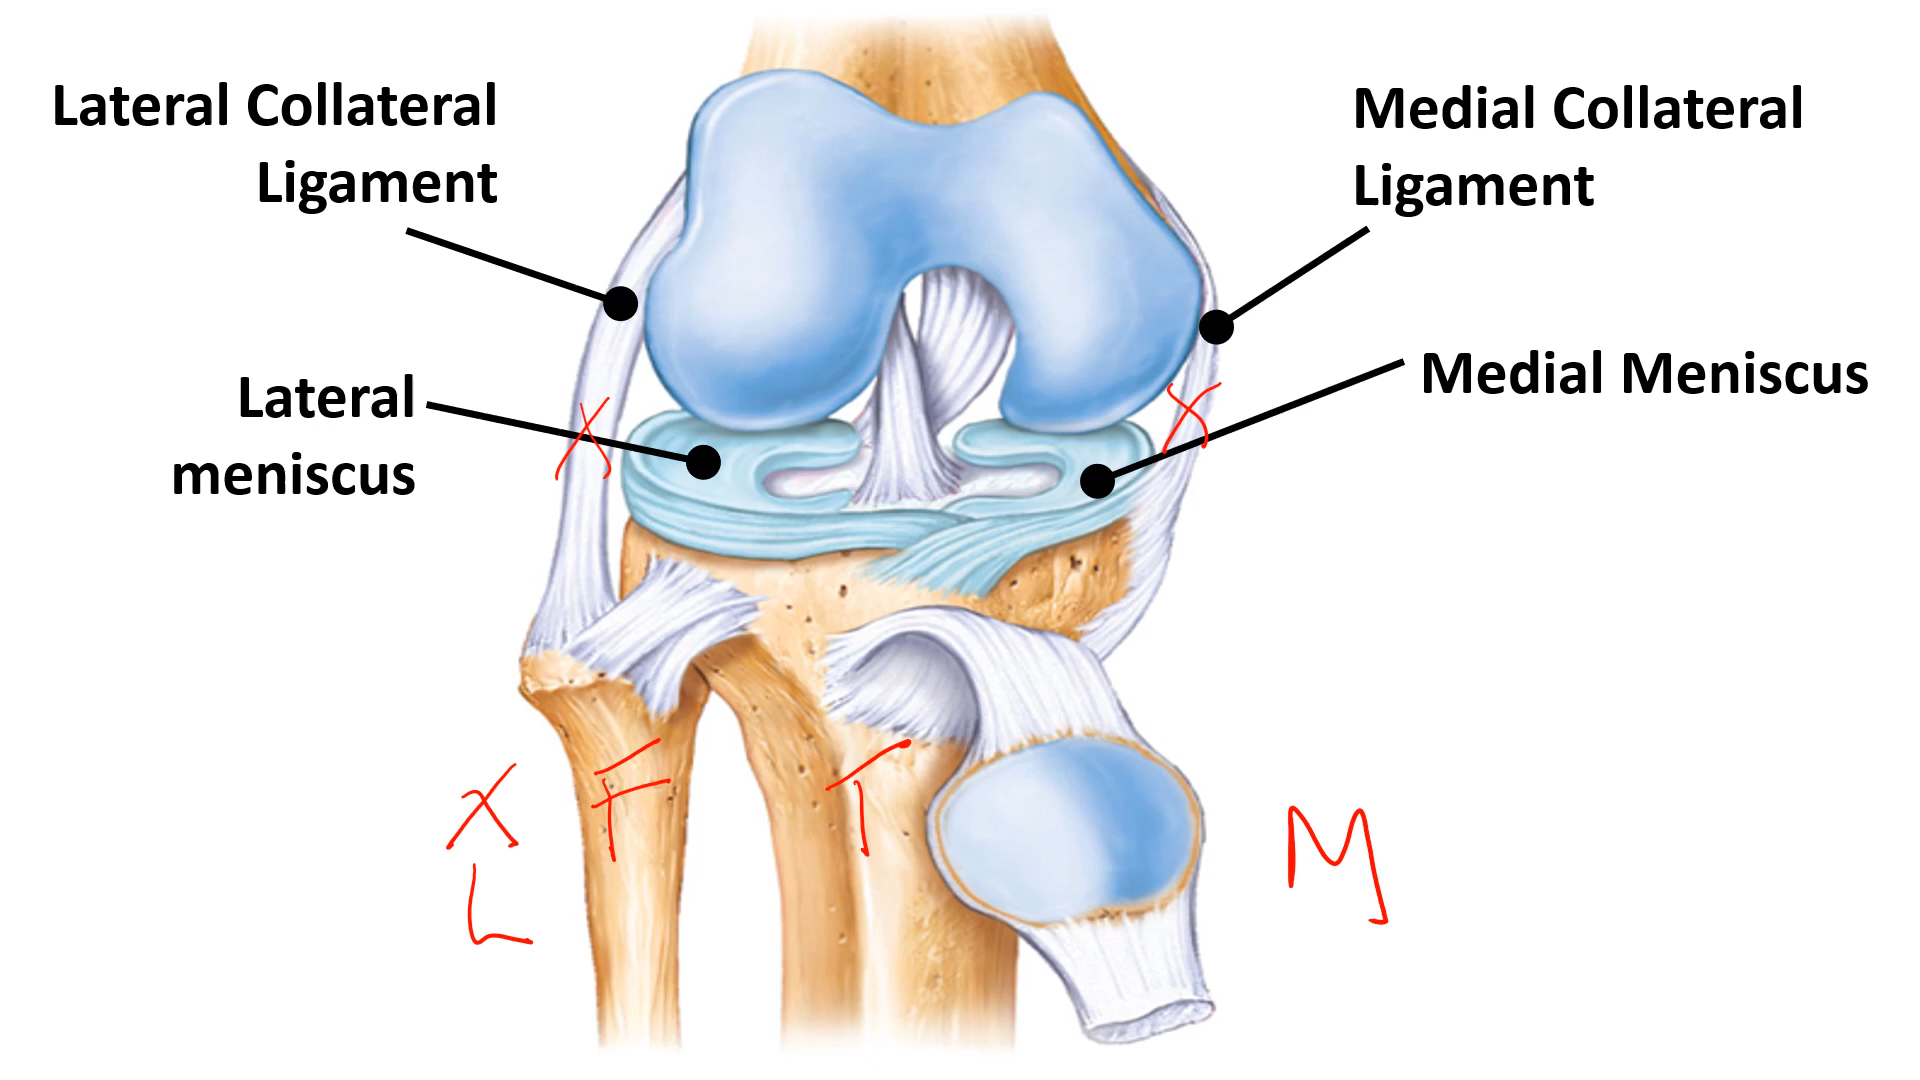 Lateral Collateral
Ligament
Medial Collateral
Ligament
Lateral
meniscus
Medial Meniscus
X
X
X
F
T
L
M